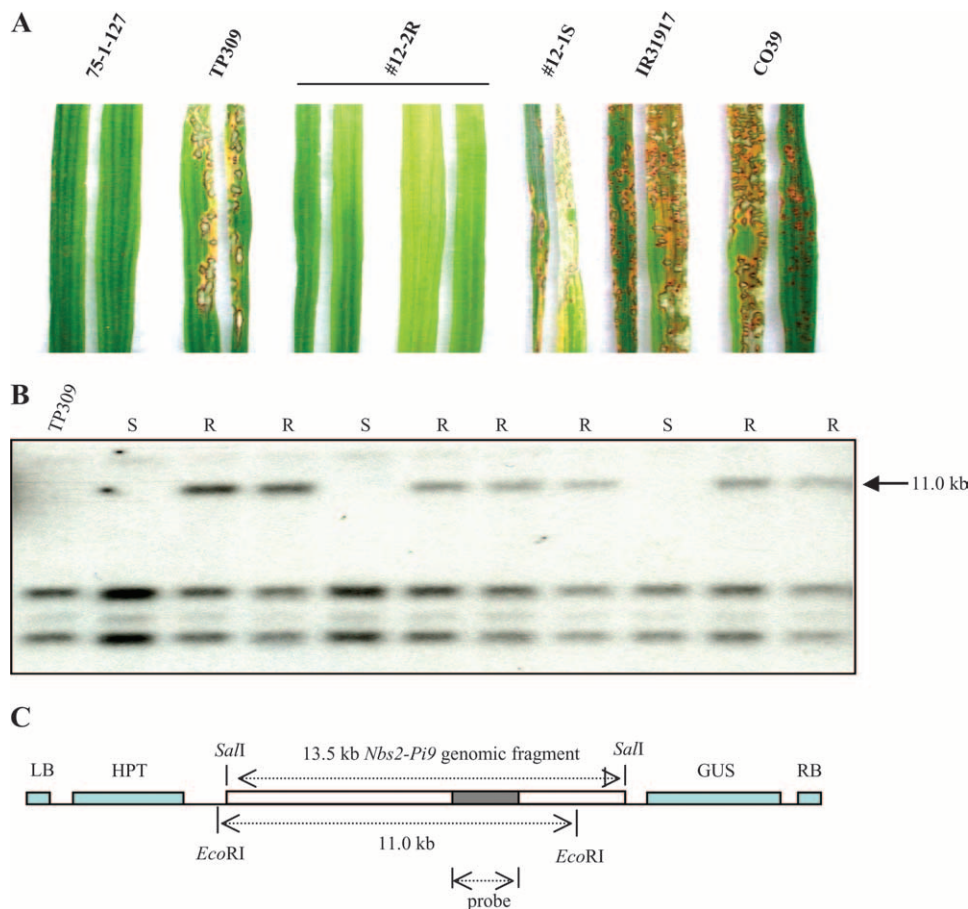 A
75-1-127 TP309 #12-2R #12-1S IR31917 CO39
B
TP309 S R R S R R R S R R
11.0 kb
C
SalI 13.5 kb Nbs2-Pi9 genomic fragment SalI
LB HPT GUS RB
11.0 kb
EcoRI EcoRI
probe